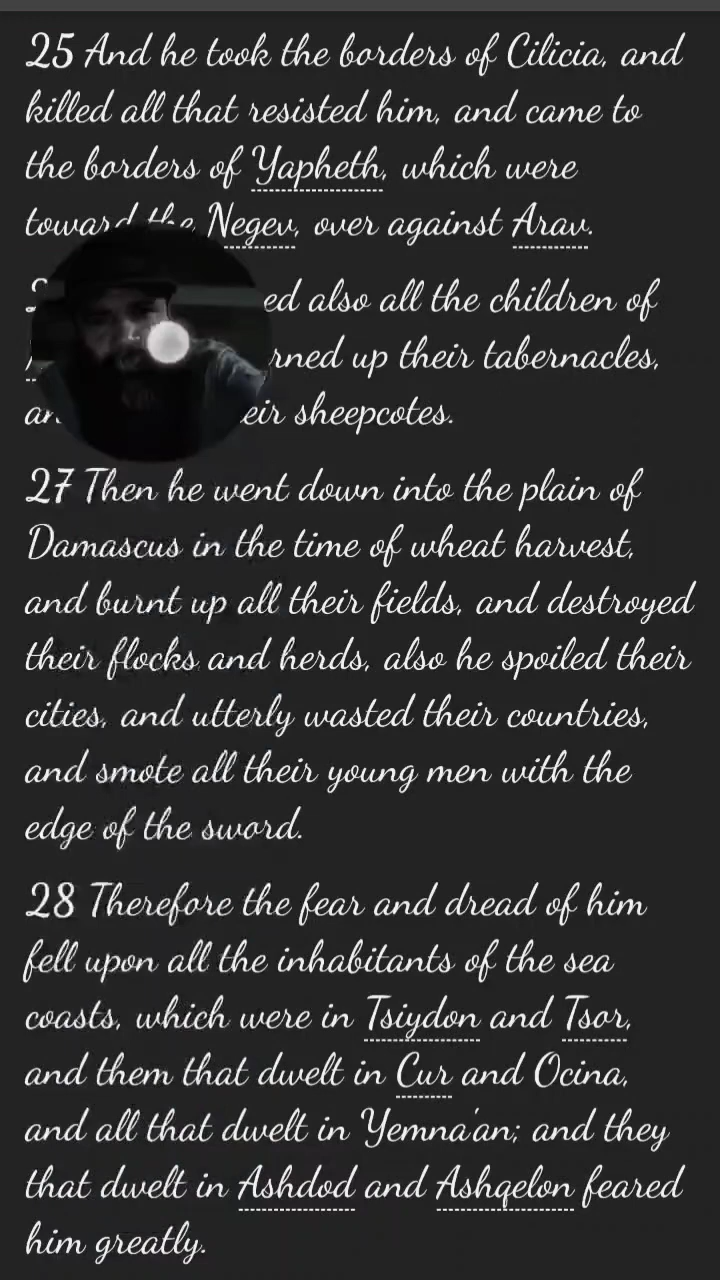 25 And he took the borders of Cilicia, and
killed all that resisted him, and came to
the borders of Yapheth, which were
toward the Negev, over against Arav.
ed also all the children of
rned up their tabernacles,
eir sheepcotes.
27 Then he went down into the plain of
Damascus in the time of wheat harvest,
and burnt up all their fields, and destroyed
their flocks and herds, also he spoiled their
cities, and utterly wasted their countries,
and smote all their young men with the
edge of the sword.
28 Therefore the fear and dread of him
fell upon all the inhabitants of the sea
coasts, which were in Tsiydon and Tsor,
and them that dwelt in Cur and Ocina,
and all that dwelt in Yemna'an; and they
that dwelt in Ashdod and Ashqelon feared
him greatly.